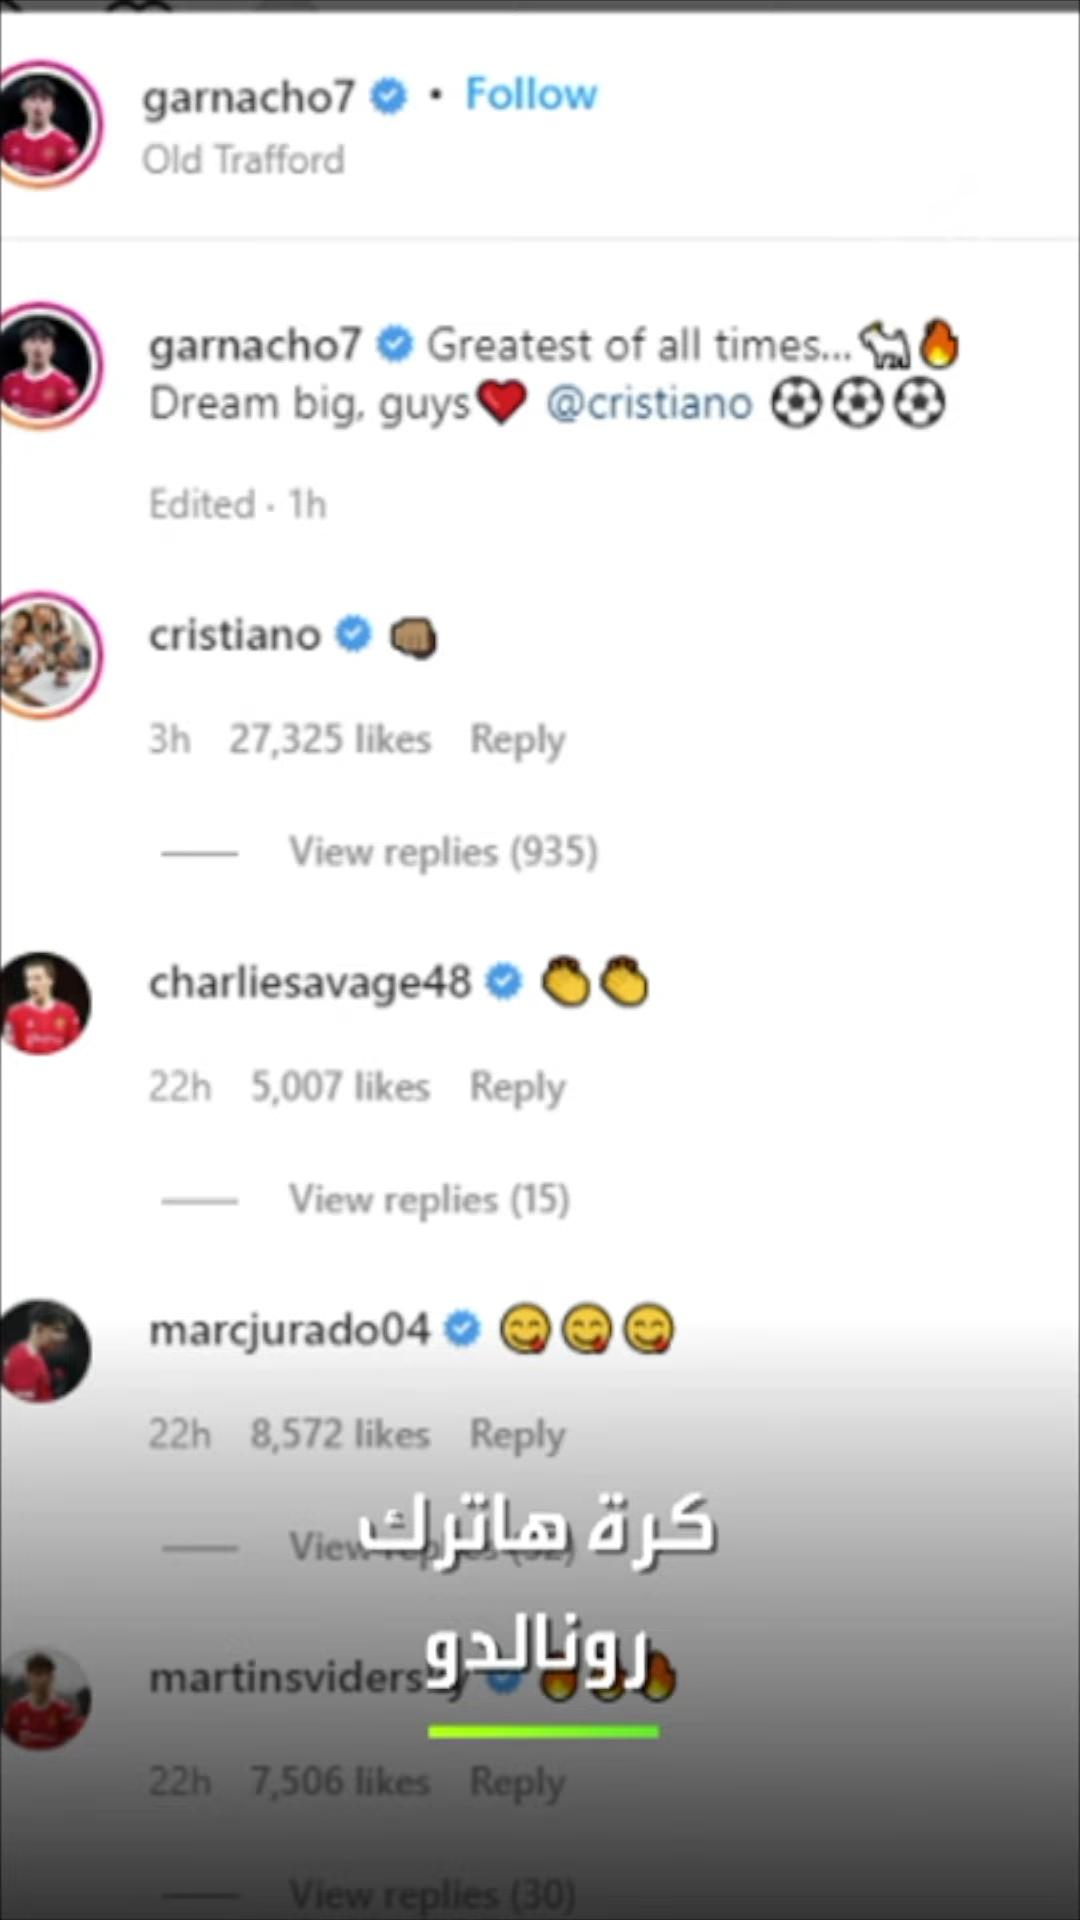 garnacho7 • Follow
Old Trafford
garnacho7 Greatest of all times...🐐🔥
Dream big, guys❤️ @cristiano ⚽⚽⚽
Edited · 1h
cristiano 👊🏽
3h 27,325 likes Reply
View replies (935)
charliesavage48 👏👏
22h 5,007 likes Reply
View replies (15)
marcjurado04 😋😋😋
22h 8,572 likes Reply
كرة هاترك
View replies
رونالدو
🔥🔥🔥
22h 7,506 likes Reply
View replies (30)